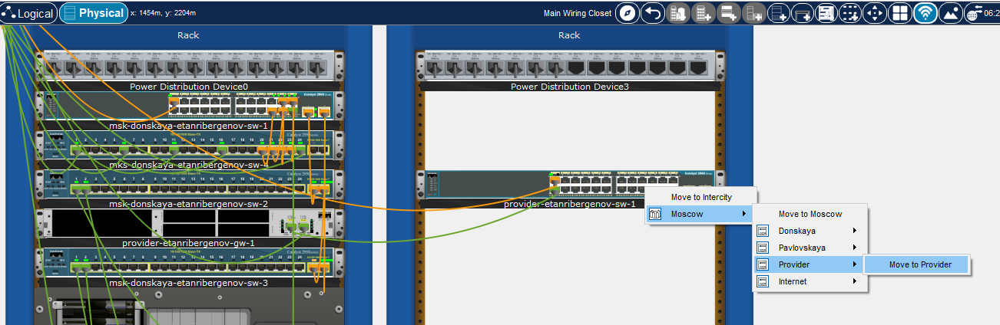 Logical Physical x: 1454m, y: 2204m Main Wiring Closet 06:2
Rack Rack
Power Distribution Device0 Power Distribution Device3
Catalyst 2960 Series
msk-donskaya-etanribergenov-sw-1
mks-donskaya-etanribergenov-sw-4
msk-donskaya-etanribergenov-sw-2
provider-etanribergenov-gw-1
msk-donskaya-etanribergenov-sw-3
provider-etanribergenov-sw-1
Move to Intercity
Moscow
Move to Moscow
Donskaya
Pavlovskaya
Provider
Move to Provider
Internet